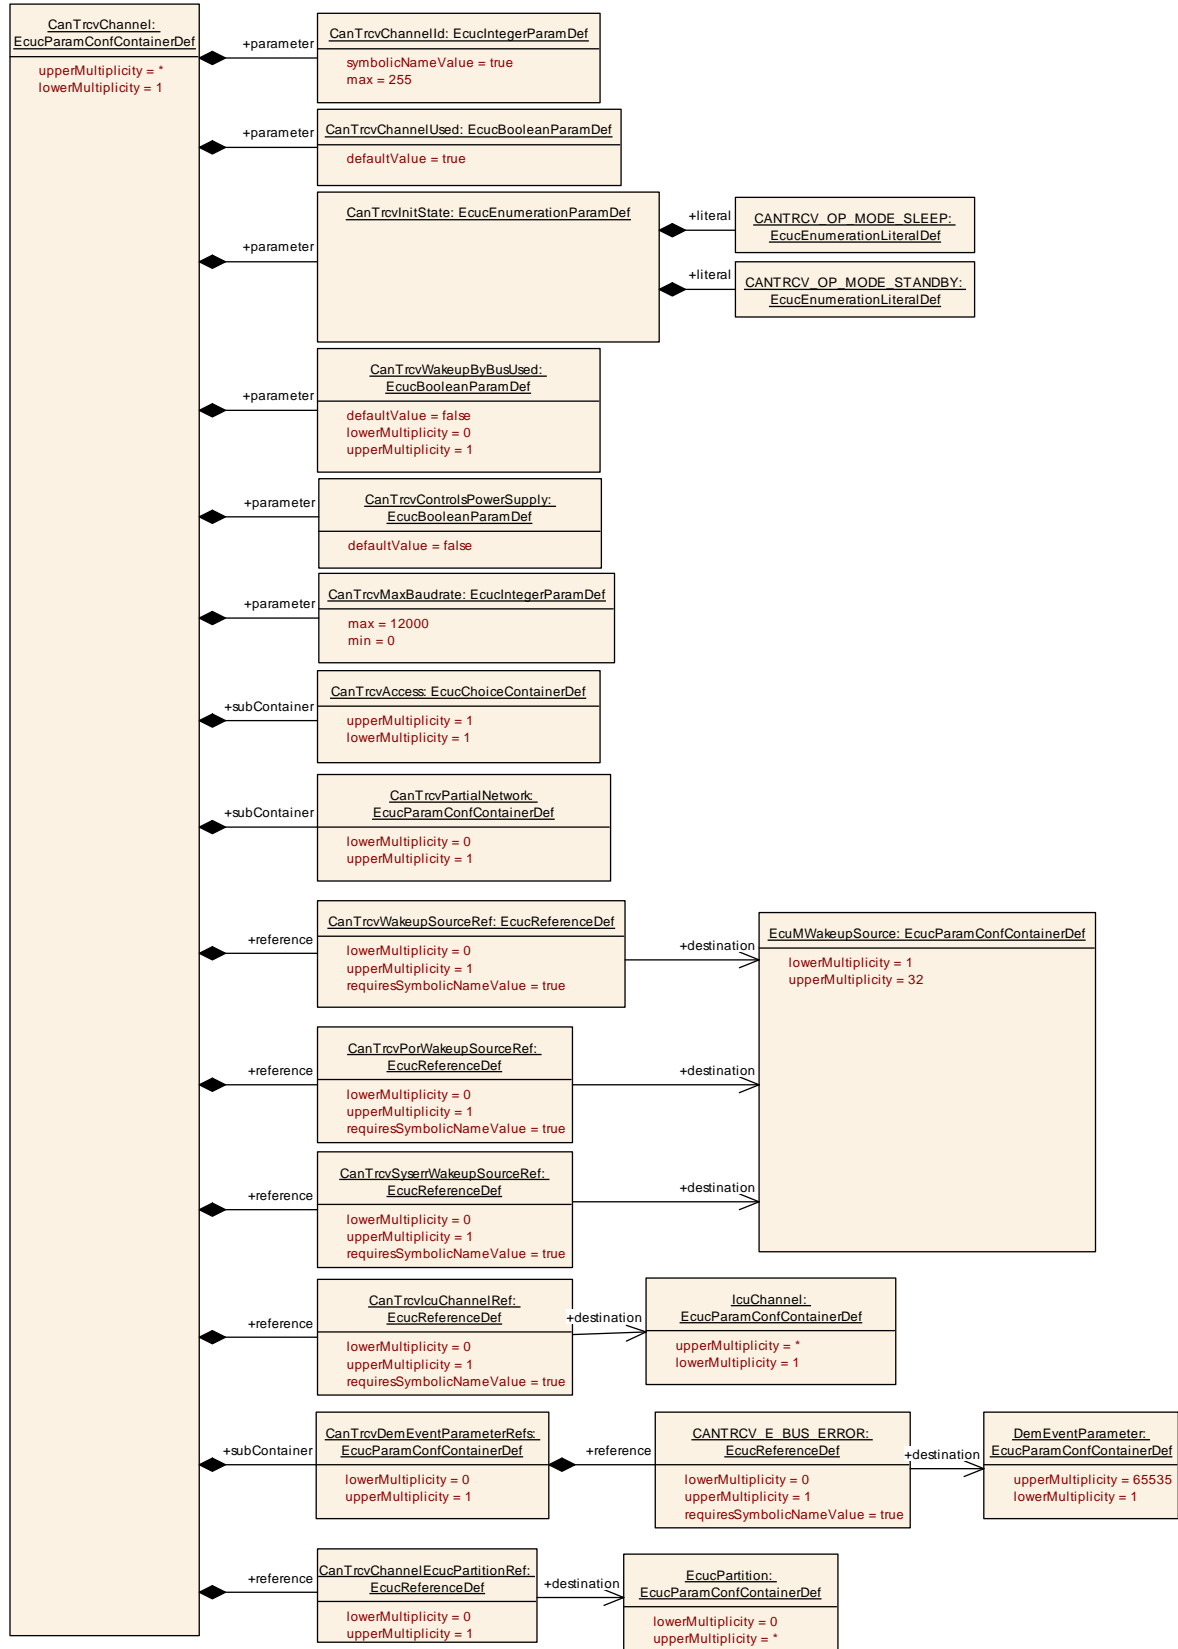 CanTrcvChannel:
EcucParamConfContainerDef
upperMultiplicity = *
lowerMultiplicity = 1
+parameter
CanTrcvChannelId: EcucIntegerParamDef
symbolicNameValue = true
max = 255
+parameter
CanTrcvChannelUsed: EcucBooleanParamDef
defaultValue = true
+parameter
CanTrcvInitState: EcucEnumerationParamDef
+literal
CANTRCV_OP_MODE_SLEEP:
EcucEnumerationLiteralDef
+literal
CANTRCV_OP_MODE_STANDBY:
EcucEnumerationLiteralDef
+parameter
CanTrcvWakeupByBusUsed:
EcucBooleanParamDef
defaultValue = false
lowerMultiplicity = 0
upperMultiplicity = 1
+parameter
CanTrcvControlsPowerSupply:
EcucBooleanParamDef
defaultValue = false
+parameter
CanTrcvMaxBaudrate: EcucIntegerParamDef
max = 12000
min = 0
+subContainer
CanTrcvAccess: EcucChoiceContainerDef
upperMultiplicity = 1
lowerMultiplicity = 1
+subContainer
CanTrcvPartialNetwork:
EcucParamConfContainerDef
lowerMultiplicity = 0
upperMultiplicity = 1
+reference
CanTrcvWakeupSourceRef: EcucReferenceDef
lowerMultiplicity = 0
upperMultiplicity = 1
requiresSymbolicNameValue = true
+destination
EcuMWakeupSource: EcucParamConfContainerDef
lowerMultiplicity = 1
upperMultiplicity = 32
+reference
CanTrcvPorWakeupSourceRef:
EcucReferenceDef
lowerMultiplicity = 0
upperMultiplicity = 1
requiresSymbolicNameValue = true
+destination
+reference
CanTrcvSyserrWakeupSourceRef:
EcucReferenceDef
lowerMultiplicity = 0
upperMultiplicity = 1
requiresSymbolicNameValue = true
+destination
+reference
CanTrcvIcuChannelRef:
EcucReferenceDef
lowerMultiplicity = 0
upperMultiplicity = 1
requiresSymbolicNameValue = true
+destination
IcuChannel:
EcucParamConfContainerDef
upperMultiplicity = *
lowerMultiplicity = 1
+subContainer
CanTrcvDemEventParameterRefs:
EcucParamConfContainerDef
lowerMultiplicity = 0
upperMultiplicity = 1
+reference
CANTRCV_E_BUS_ERROR:
EcucReferenceDef
lowerMultiplicity = 0
upperMultiplicity = 1
requiresSymbolicNameValue = true
+destination
DemEventParameter:
EcucParamConfContainerDef
upperMultiplicity = 65535
lowerMultiplicity = 1
+reference
CanTrcvChannelEcucPartitionRef:
EcucReferenceDef
lowerMultiplicity = 0
upperMultiplicity = 1
+destination
EcucPartition:
EcucParamConfContainerDef
lowerMultiplicity = 0
upperMultiplicity = *